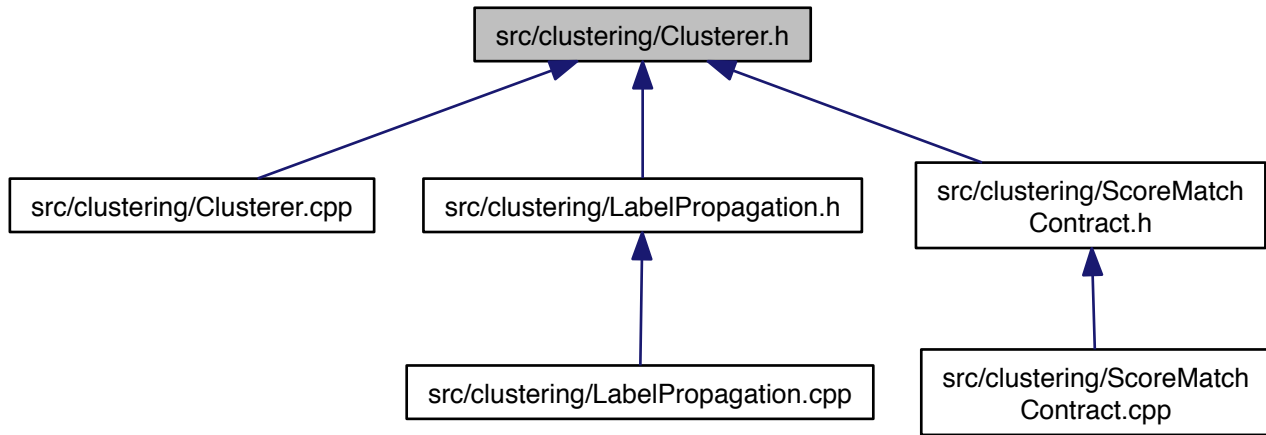 src/clustering/Clusterer.h
src/clustering/Clusterer.cpp
src/clustering/LabelPropagation.h
src/clustering/ScoreMatch
Contract.h
src/clustering/LabelPropagation.cpp
src/clustering/ScoreMatch
Contract.cpp